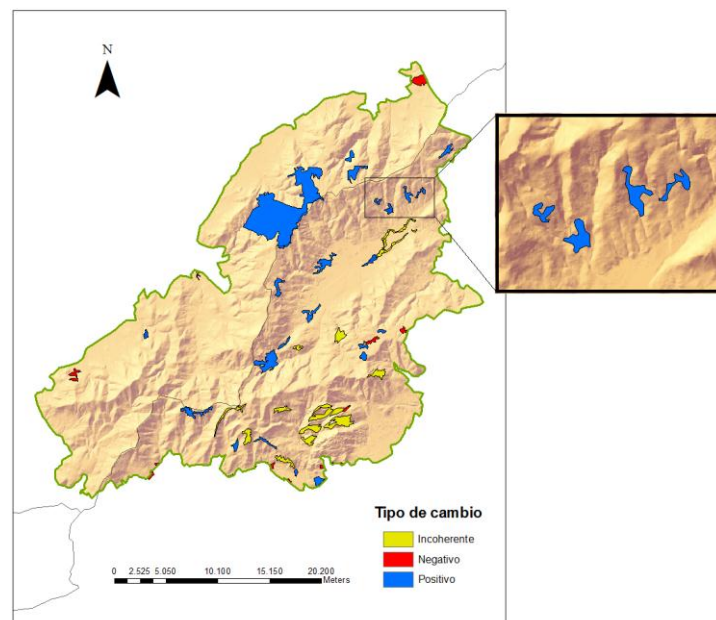 N
Tipo de cambio
Incoherente
Negativo
Positivo
0 2.525 5.050 10.100 15.150 20.200
Meters